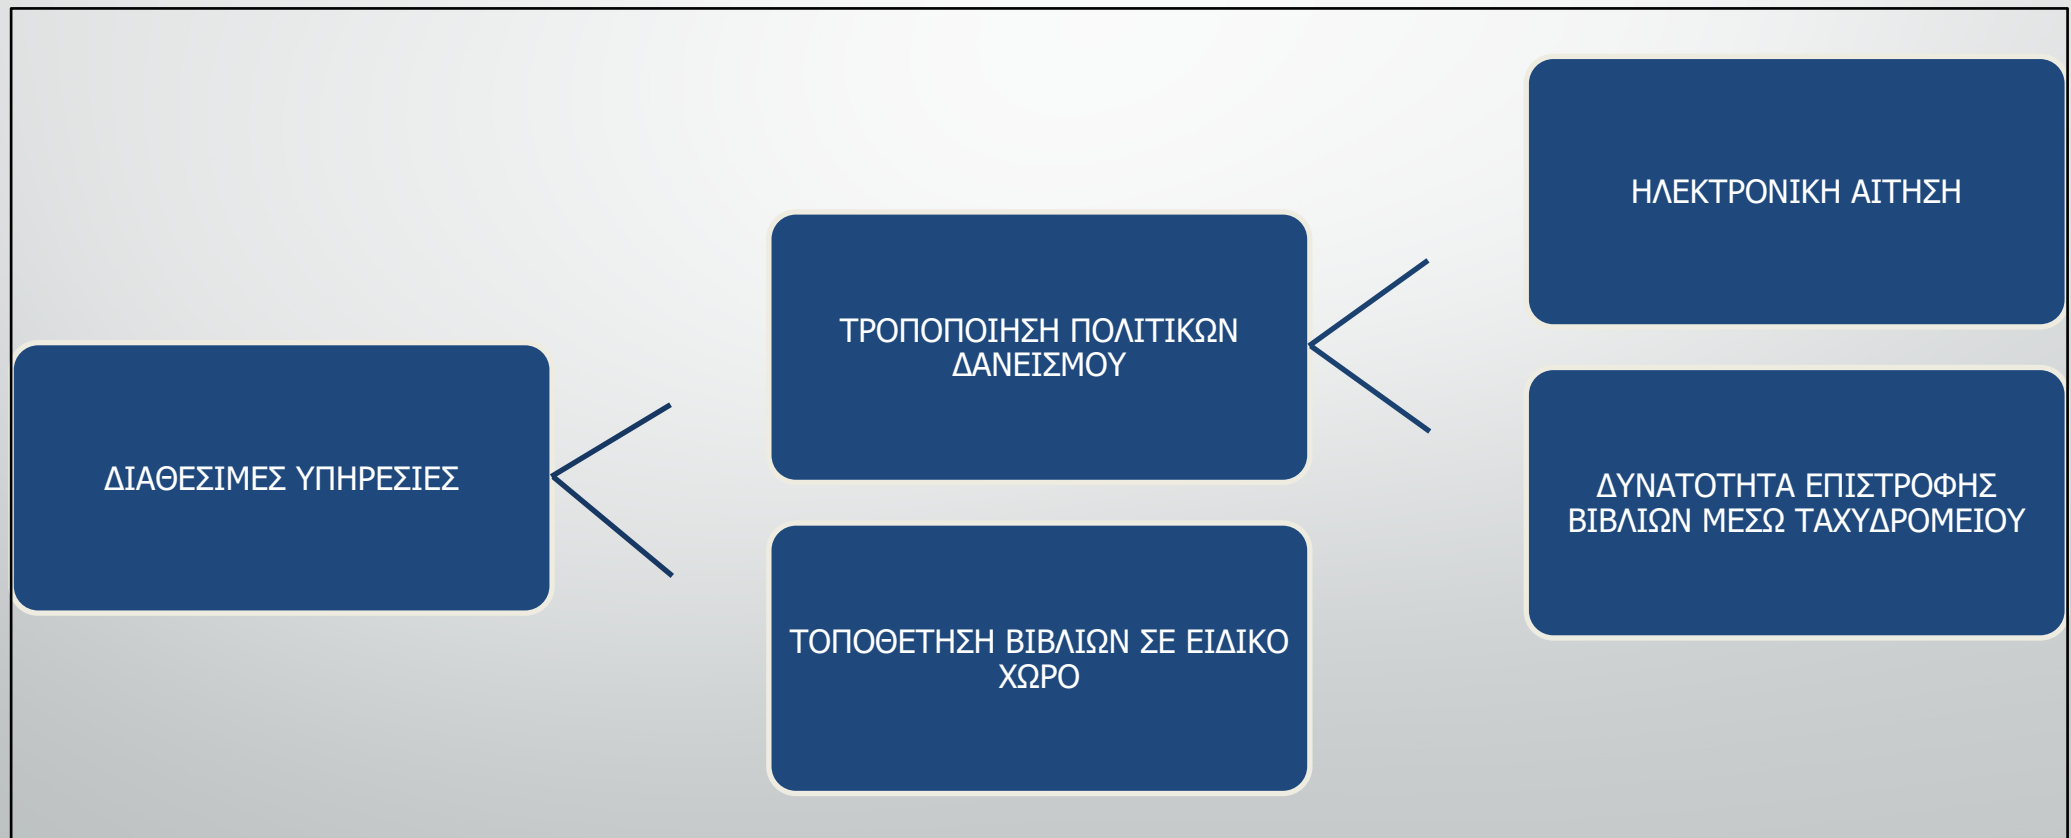 ΔΙΑΘΕΣΙΜΕΣ ΥΠΗΡΕΣΙΕΣ
ΤΡΟΠΟΠΟΙΗΣΗ ΠΟΛΙΤΙΚΩΝ
ΔΑΝΕΙΣΜΟΥ
ΗΛΕΚΤΡΟΝΙΚΗ ΑΙΤΗΣΗ
ΔΥΝΑΤΟΤΗΤΑ ΕΠΙΣΤΡΟΦΗΣ
ΒΙΒΛΙΩΝ ΜΕΣΩ ΤΑΧΥΔΡΟΜΕΙΟΥ
ΤΟΠΟΘΕΤΗΣΗ ΒΙΒΛΙΩΝ ΣΕ ΕΙΔΙΚΟ
ΧΩΡΟ